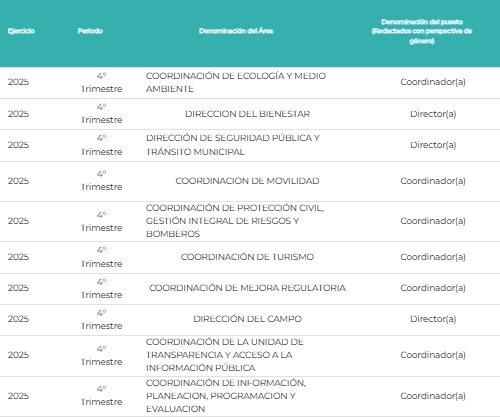 Ejercicio Periodo Denominación del Área Denominación del puesto
(Redactados con perspectiva de
género)
2025 4° Trimestre COORDINACIÓN DE ECOLOGÍA Y MEDIO
AMBIENTE Coordinador(a)
2025 4° Trimestre DIRECCION DEL BIENESTAR Director(a)
2025 4° Trimestre DIRECCIÓN DE SEGURIDAD PÚBLICA Y
TRÁNSITO MUNICIPAL Director(a)
2025 4° Trimestre COORDINACION DE MOVILIDAD Coordinador(a)
2025 4° Trimestre COORDINACIÓN DE PROTECCIÓN CIVIL,
GESTIÓN INTEGRAL DE RIESGOS Y
BOMBEROS Coordinador(a)
2025 4° Trimestre COORDINACIÓN DE TURISMO Coordinador(a)
2025 4° Trimestre COORDINACIÓN DE MEJORA REGULATORIA Coordinador(a)
2025 4° Trimestre DIRECCIÓN DEL CAMPO Director(a)
2025 4° Trimestre COORDINACIÓN DE LA UNIDAD DE
TRANSPARENCIA Y ACCESO A LA
INFORMACIÓN PÚBLICA Coordinador(a)
2025 4° Trimestre COORDINACIÓN DE INFORMACIÓN,
PLANEACION, PROGRAMACION Y
EVALUACION Coordinador(a)